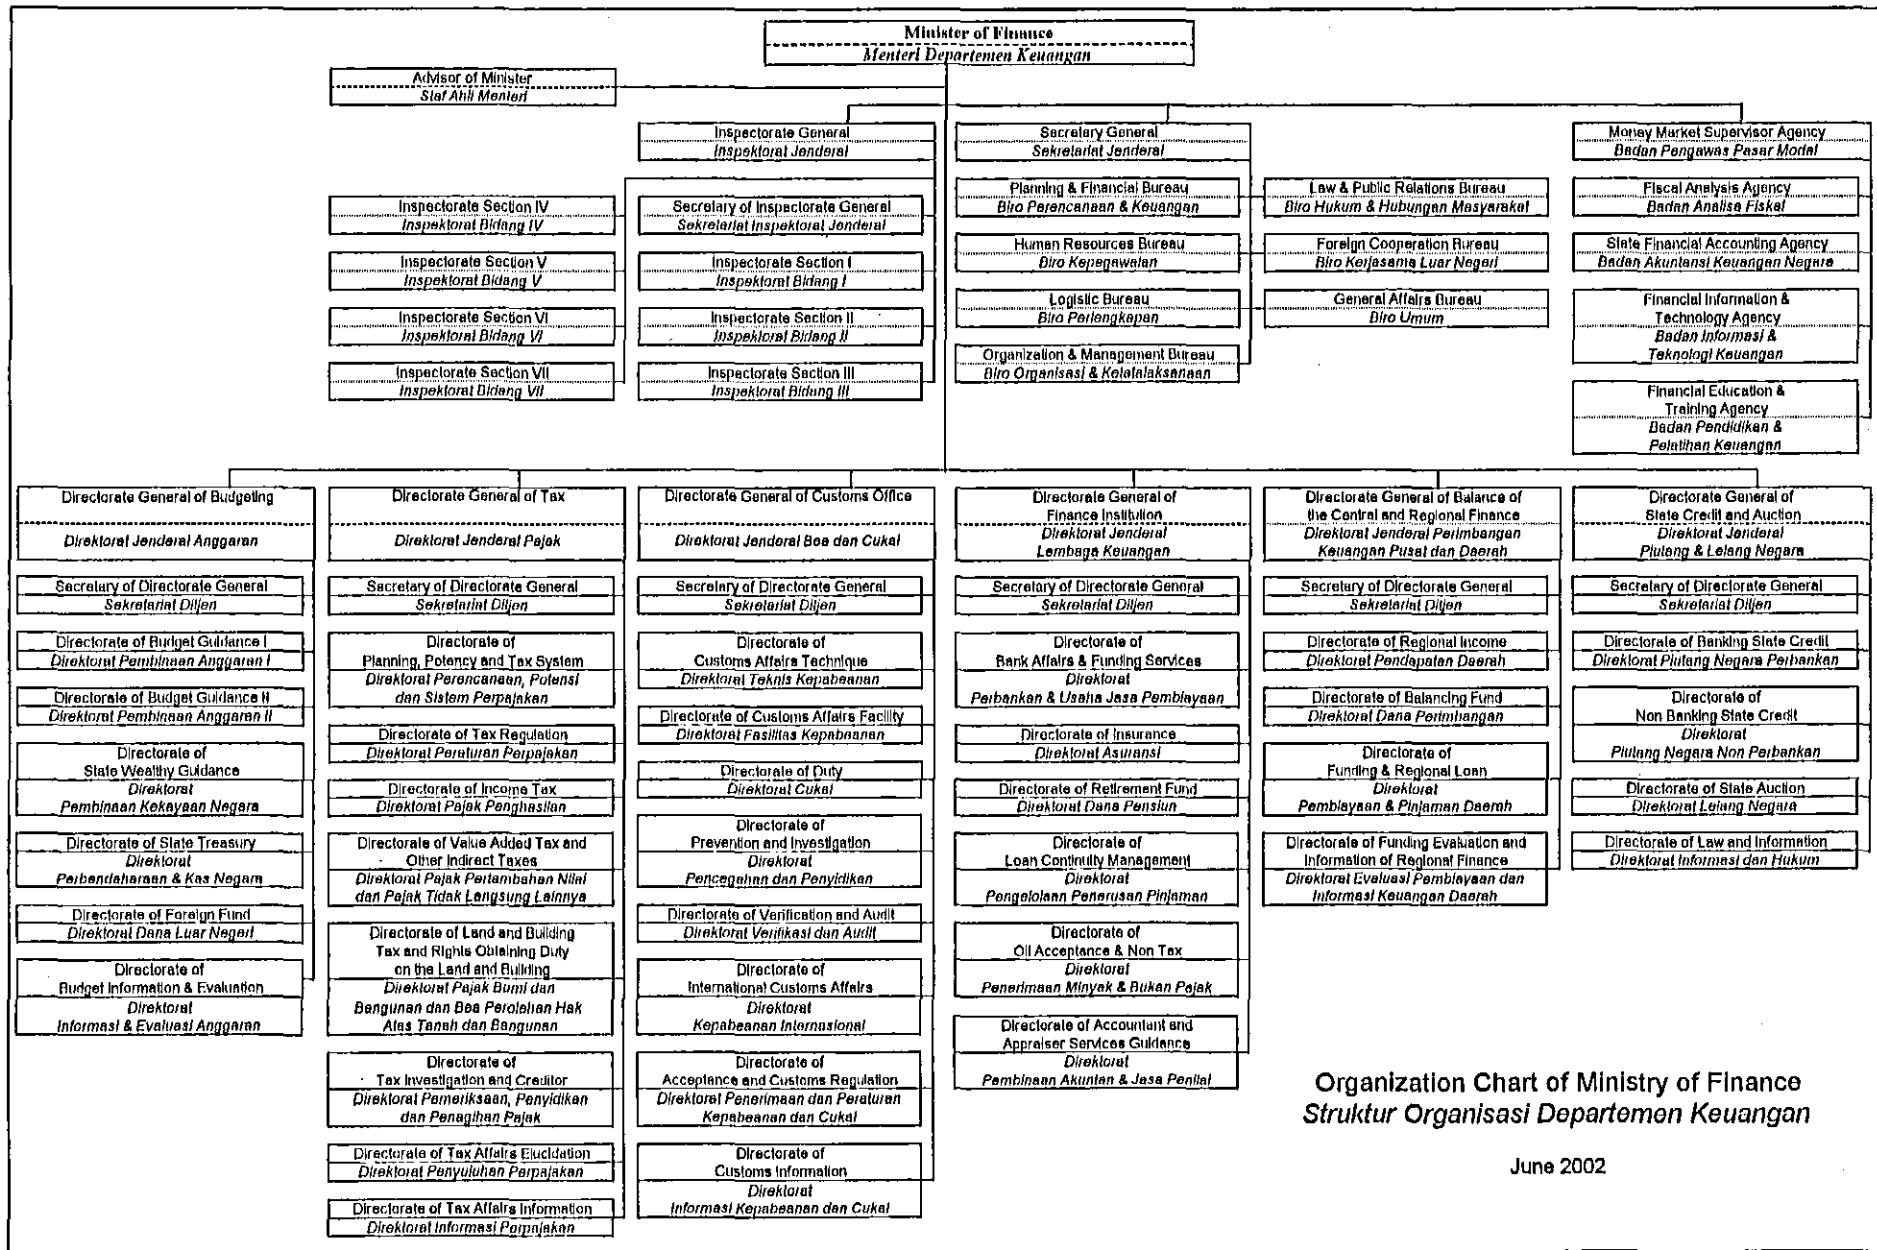 Minister of Finance
Menteri Departemen Keuangan
Advisor of Minister
Staf Ahli Menteri
Inspectorate General
Inspektorat Jenderal
Secretary General
Sekretariat Jenderal
Money Market Supervisor Agency
Badan Pengawas Pasar Modal
Inspectorate Section IV
Inspektorat Bidang IV
Secretary of Inspectorate General
Sekretariat Inspektorat Jenderal
Planning & Financial Bureau
Biro Perencanaan & Keuangan
Law & Public Relations Bureau
Biro Hukum & Hubungan Masyarakat
Fiscal Analysis Agency
Badan Analisa Fiskal
Inspectorate Section V
Inspektorat Bidang V
Inspectorate Section I
Inspektorat Bidang I
Human Resources Bureau
Biro Kepegawaian
Foreign Cooperation Bureau
Biro Kerjasama Luar Negeri
State Financial Accounting Agency
Badan Akuntansi Keuangan Negara
Inspectorate Section VI
Inspektorat Bidang VI
Inspectorate Section II
Inspektorat Bidang II
Logistic Bureau
Biro Perlengkapan
General Affairs Bureau
Biro Umum
Financial Information &
Technology Agency
Badan Informasi &
Teknologi Keuangan
Inspectorate Section VII
Inspektorat Bidang VII
Inspectorate Section III
Inspektorat Bidang III
Organization & Management Bureau
Biro Organisasi & Ketatalaksanaan
Financial Education &
Training Agency
Badan Pendidikan &
Pelatihan Keuangan
Directorate General of Budgeting
Direktorat Jenderal Anggaran
Secretary of Directorate General
Sekretariat Ditjen
Directorate of Budget Guidance I
Direktorat Pembinaan Anggaran I
Directorate of Budget Guidance II
Direktorat Pembinaan Anggaran II
Directorate of
State Wealthy Guidance
Direktorat
Pembinaan Kekayaan Negara
Directorate of State Treasury
Direktorat
Perbendaharaan & Kas Negara
Directorate of Foreign Fund
Direktorat Dana Luar Negeri
Directorate of
Budget Information & Evaluation
Direktorat
Informasi & Evaluasi Anggaran
Directorate General of Tax
Direktorat Jenderal Pajak
Secretary of Directorate General
Sekretariat Ditjen
Directorate of
Planning, Potency and Tax System
Direktorat Perencanaan, Potensi
dan Sistem Perpajakan
Directorate of Tax Regulation
Direktorat Peraturan Perpajakan
Directorate of Income Tax
Direktorat Pajak Penghasilan
Directorate of Value Added Tax and
Other Indirect Taxes
Direktorat Pajak Pertambahan Nilai
dan Pajak Tidak Langsung Lainnya
Directorate of Land and Building
Tax and Rights Obtaining Duty
on the Land and Building
Direktorat Pajak Bumi dan
Bangunan dan Bea Perolehan Hak
Atas Tanah dan Bangunan
Directorate of
Tax Investigation and Creditor
Direktorat Pemeriksaan, Penyidikan
dan Penagihan Pajak
Directorate of Tax Affairs Elucidation
Direktorat Penyuluhan Perpajakan
Directorate of Tax Affairs Information
Direktorat Informasi Perpajakan
Directorate General of Customs Office
Direktorat Jenderal Bea dan Cukai
Secretary of Directorate General
Sekretariat Ditjen
Directorate of
Customs Affairs Technique
Direktorat Teknis Kepabeanan
Directorate of Customs Affairs Facility
Direktorat Fasilitas Kepabeanan
Directorate of Duty
Direktorat Cukai
Directorate of
Prevention and Investigation
Direktorat
Pencegahan dan Penyidikan
Directorate of Verification and Audit
Direktorat Verifikasi dan Audit
Directorate of
International Customs Affairs
Direktorat
Kepabeanan Internasional
Directorate of
Acceptance and Customs Regulation
Direktorat Penerimaan dan Peraturan
Kepabeanan dan Cukai
Directorate of
Customs Information
Direktorat
Informasi Kepabeanan dan Cukai
Directorate General of
Finance Institution
Direktorat Jenderal
Lembaga Keuangan
Secretary of Directorate General
Sekretariat Ditjen
Directorate of
Bank Affairs & Funding Services
Direktorat
Perbankan & Usaha Jasa Pembiayaan
Directorate of Insurance
Direktorat Asuransi
Directorate of Retirement Fund
Direktorat Dana Pensiun
Directorate of
Loan Continuity Management
Direktorat
Pengelolaan Penerusan Pinjaman
Directorate of
Oil Acceptance & Non Tax
Direktorat
Penerimaan Minyak & Bukan Pajak
Directorate of Accountant and
Appraiser Services Guidance
Direktorat
Pembinaan Akuntan & Jasa Penilai
Directorate General of Balance of
the Central and Regional Finance
Direktorat Jenderal Perimbangan
Keuangan Pusat dan Daerah
Secretary of Directorate General
Sekretariat Ditjen
Directorate of Regional Income
Direktorat Pendapatan Daerah
Directorate of Balancing Fund
Direktorat Dana Perimbangan
Directorate of
Funding & Regional Loan
Direktorat
Pembiayaan & Pinjaman Daerah
Directorate of Funding Evaluation and
Information of Regional Finance
Direktorat Evaluasi Pembiayaan dan
Informasi Keuangan Daerah
Directorate General of
State Credit and Auction
Direktorat Jenderal
Piutang & Lelang Negara
Secretary of Directorate General
Sekretariat Ditjen
Directorate of Banking State Credit
Direktorat Piutang Negara Perbankan
Directorate of
Non Banking State Credit
Direktorat
Piutang Negara Non Perbankan
Directorate of State Auction
Direktorat Lelang Negara
Directorate of Law and Information
Direktorat Informasi dan Hukum
Organization Chart of Ministry of Finance
Struktur Organisasi Departemen Keuangan
June 2002